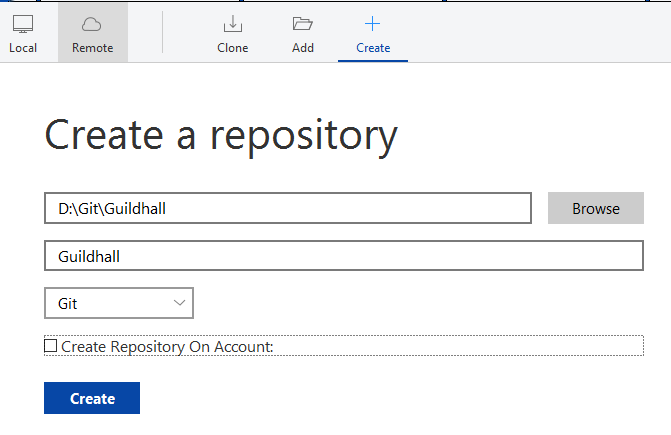 Local Remote Clone Add Create
Create a repository
D:\Git\Guildhall Browse
Guildhall
Git
Create Repository On Account:
Create